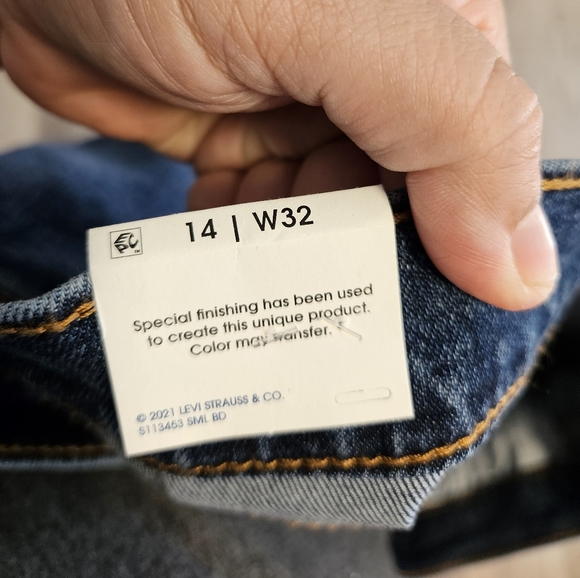 EPC™
14 | W32
Special finishing has been used
to create this unique product.
Color may transfer.
© 2021 LEVI STRAUSS & CO.
S113453 SML BD